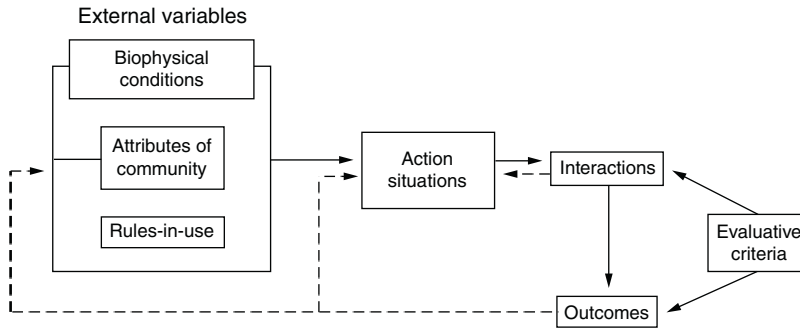 External variables
Biophysical
conditions
Attributes of
community
Rules-in-use
Action
situations
Interactions
Evaluative
criteria
Outcomes